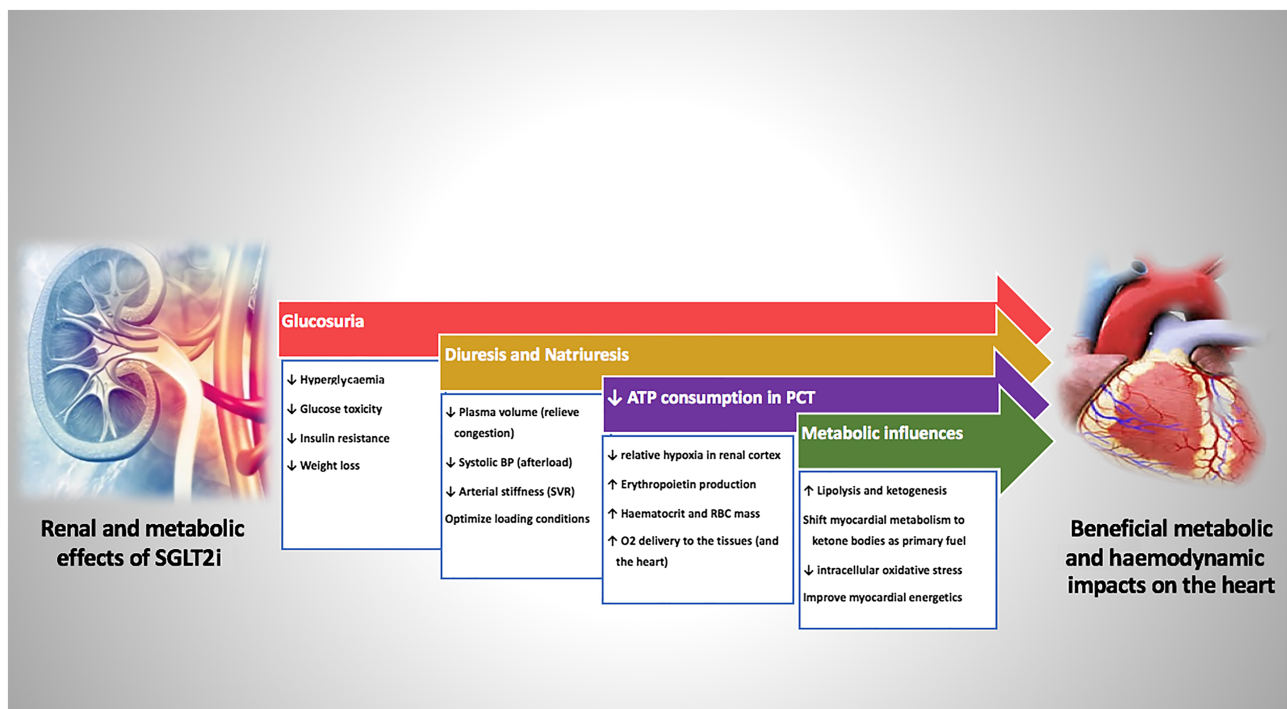 Glucosuria
↓ Hyperglycaemia
↓ Glucose toxicity
↓ Insulin resistance
↓ Weight loss
Diuresis and Natriuresis
↓ Plasma volume (relieve
congestion)
↓ Systolic BP (afterload)
↓ Arterial stiffness (SVR)
Optimize loading conditions
↓ ATP consumption in PCT
↓ relative hypoxia in renal cortex
↑ Erythropoietin production
↑ Haematocrit and RBC mass
↑ O2 delivery to the tissues (and
the heart)
Metabolic influences
↑ Lipolysis and ketogenesis
Shift myocardial metabolism to
ketone bodies as primary fuel
↓ intracellular oxidative stress
Improve myocardial energetics
Renal and metabolic
effects of SGLT2i
Beneficial metabolic
and haemodynamic
impacts on the heart